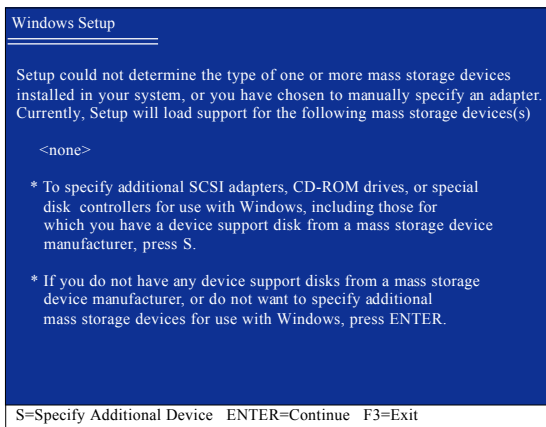 Windows Setup
Setup could not determine the type of one or more mass storage devices
installed in your system, or you have chosen to manually specify an adapter.
Currently, Setup will load support for the following mass storage devices(s)
<none>
* To specify additional SCSI adapters, CD-ROM drives, or special
disk controllers for use with Windows, including those for
which you have a device support disk from a mass storage device
manufacturer, press S.
* If you do not have any device support disks from a mass storage
device manufacturer, or do not want to specify additional
mass storage devices for use with Windows, press ENTER.
S=Specify Additional Device ENTER=Continue F3=Exit